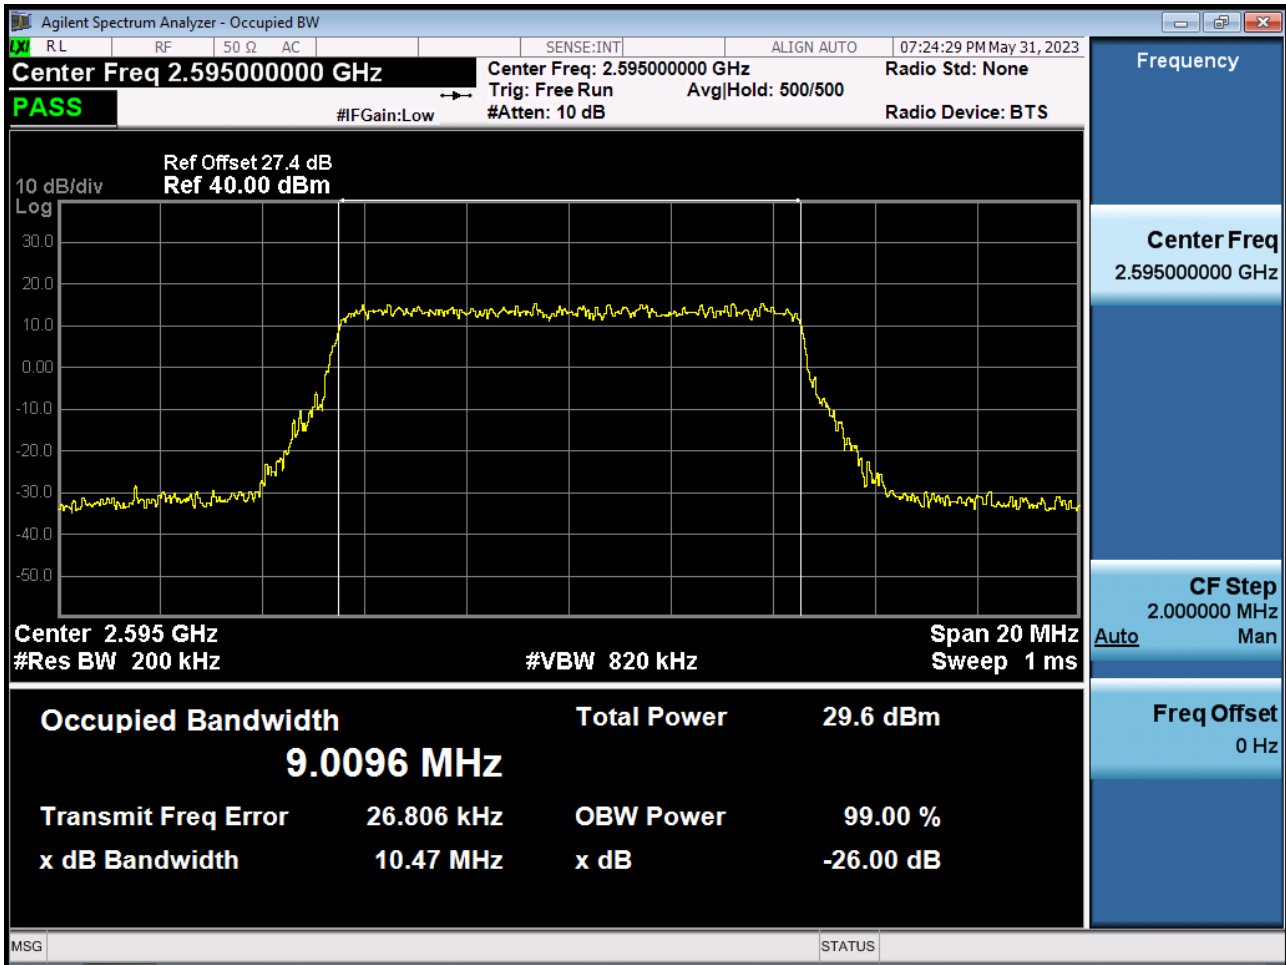 Agilent Spectrum Analyzer - Occupied BW
LXI RL RF 50 Ω AC SENSE:INT ALIGN AUTO 07:24:29 PM May 31, 2023
Center Freq 2.595000000 GHz
Center Freq: 2.595000000 GHz
Radio Std: None
Trig: Free Run Avg|Hold: 500/500
PASS
#IFGain:Low
#Atten: 10 dB
Radio Device: BTS
Ref Offset 27.4 dB
10 dB/div Ref 40.00 dBm
Log
30.0
20.0
10.0
0.00
-10.0
-20.0
-30.0
-40.0
-50.0
Center 2.595 GHz Span 20 MHz
#Res BW 200 kHz #VBW 820 kHz Sweep 1 ms
Occupied Bandwidth Total Power 29.6 dBm
9.0096 MHz
Transmit Freq Error 26.806 kHz OBW Power 99.00 %
x dB Bandwidth 10.47 MHz x dB -26.00 dB
MSG STATUS
Frequency
Center Freq
2.595000000 GHz
CF Step
2.000000 MHz
Auto Man
Freq Offset
0 Hz